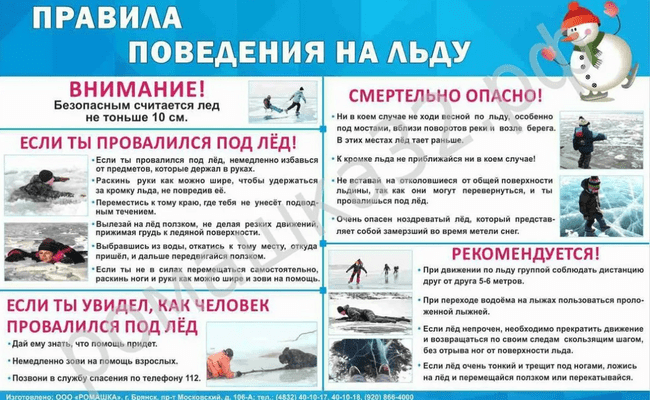 ПРАВИЛА
ПОВЕДЕНИЯ НА ЛЬДУ
ВНИМАНИЕ!
Безопасным считается лед
не тоньше 10 см.
ЕСЛИ ТЫ ПРОВАЛИЛСЯ ПОД ЛЁД!
• Если ты провалился под лёд, немедленно избавься
от предметов, которые держал в руках.
• Раскинь руки как можно шире, чтобы удержаться
за кромку льда, не повредив её.
• Переместись к тому краю, где тебя не унесёт подвод-
ным течением.
• Вылезай на лёд ползком, не делая резких движений,
прижимая грудь к ледяной поверхности.
• Выбравшись из воды, откатись к тому месту, откуда
пришёл, и дальше передвигайся ползком.
• Если ты не в силах перемещаться самостоятельно,
раскинь ноги и руки как можно шире и зови на помощь.
ЕСЛИ ТЫ УВИДЕЛ, КАК ЧЕЛОВЕК
ПРОВАЛИЛСЯ ПОД ЛЁД
• Дай ему знать, что помощь придет.
• Немедленно зови на помощь взрослых.
• Позвони в службу спасения по телефону 112.
СМЕРТЕЛЬНО ОПАСНО!
• Ни в коем случае не ходи весной по льду, особенно
под мостами, вблизи поворотов реки и возле берега.
В этих местах лёд тает раньше.
• К кромке льда не приближайся ни в коем случае!
• Не вставай на отколовшиеся от общей поверхности
льдины, так как они могут перевернуться, и ты
провалишься под лёд.
• Очень опасен ноздреватый лёд, который представ-
ляет собой замерзший во время метели снег.
РЕКОМЕНДУЕТСЯ!
• При движении по льду группой соблюдать дистанцию
друг от друга 5-6 метров.
• При переходе водоёма на лыжах пользоваться проло-
женной лыжней.
• Если лёд непрочен, необходимо прекратить движение
и возвращаться по своим следам скользящим шагом,
без отрыва ног от поверхности льда.
• Если лёд очень тонкий и трещит под ногами, ложись
на лёд и перемещайся ползком или перекатывайся.
Изготовлено: ООО «РОМАШКА», г. Брянск, пр-т Московский, д. 106-А; тел.: (4832) 40-10-17, 40-10-18, (920) 866-4000